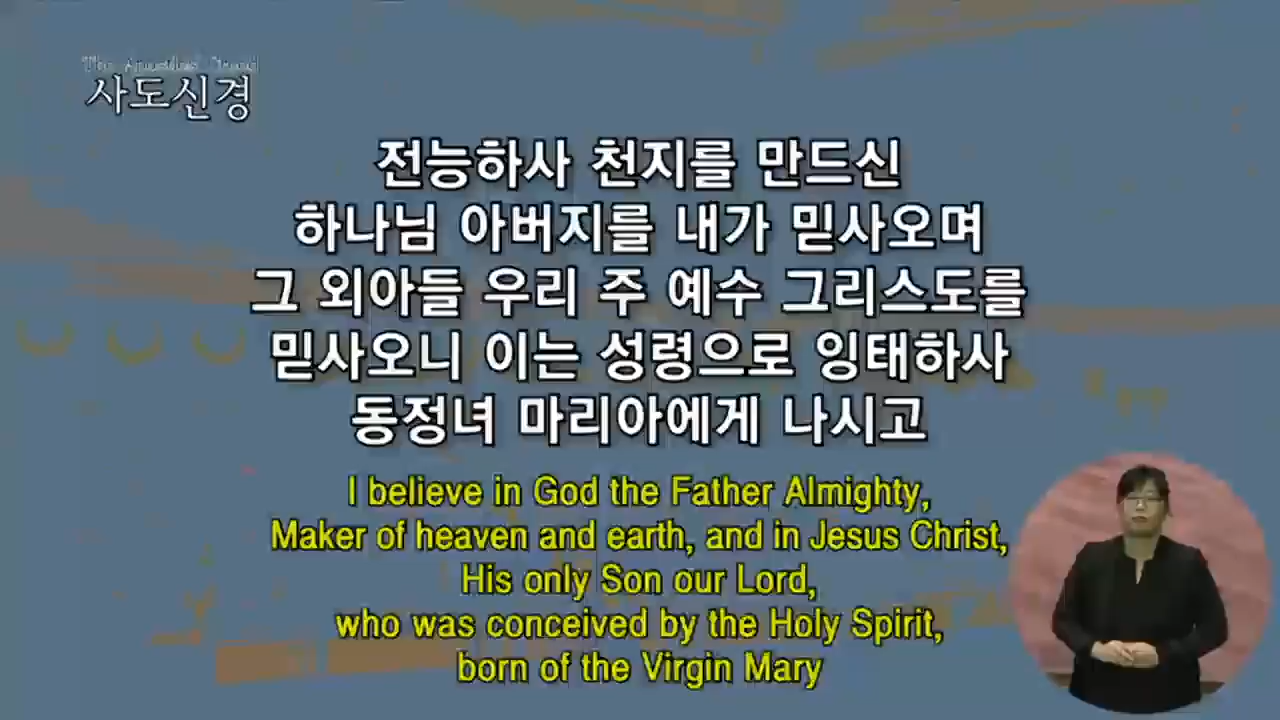 The Apostles' Creed
사도신경
전능하사 천지를 만드신
하나님 아버지를 내가 믿사오며
그 외아들 우리 주 예수 그리스도를
믿사오니 이는 성령으로 잉태하사
동정녀 마리아에게 나시고
I believe in God the Father Almighty,
Maker of heaven and earth, and in Jesus Christ,
His only Son our Lord,
who was conceived by the Holy Spirit,
born of the Virgin Mary